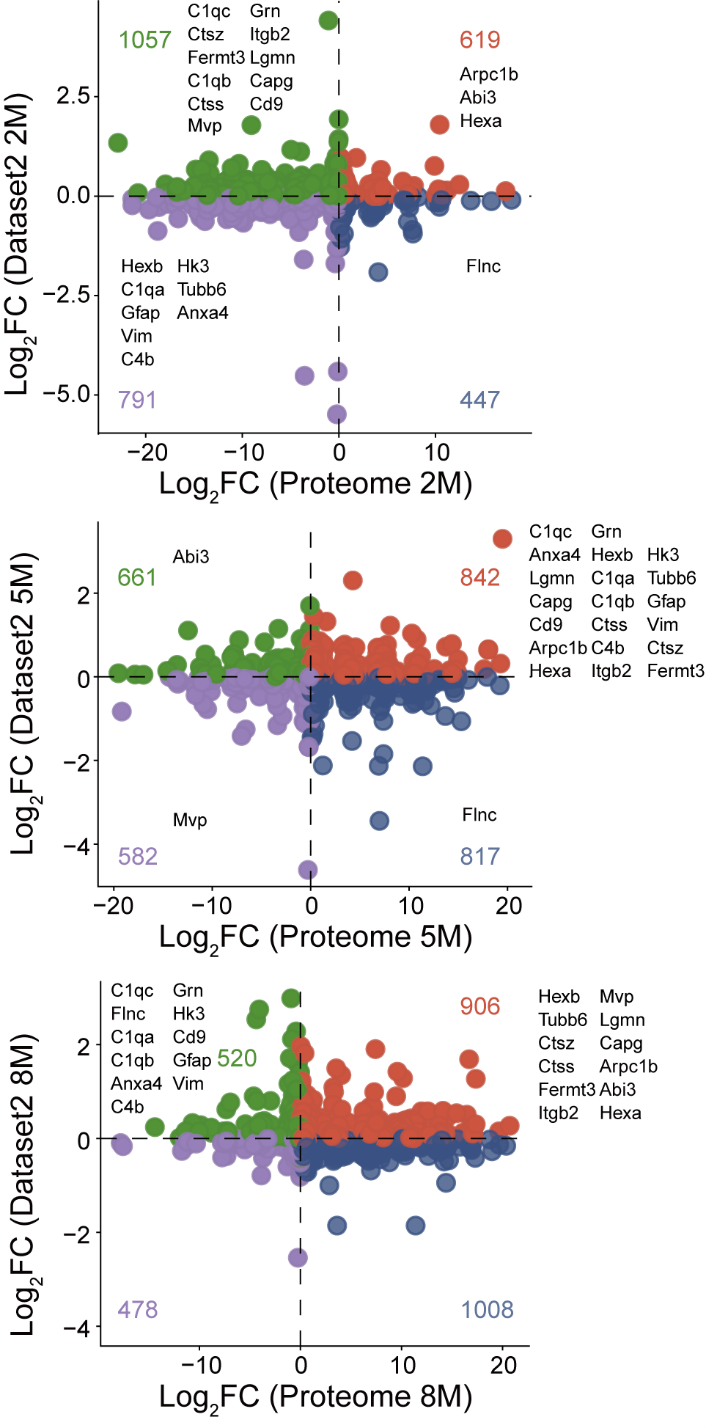 C1qc Grn
1057 Ctsz Itgb2 619
Fermt3 Lgmn
C1qb Capg Arpc1b
Ctss Cd9 Abi3
Mvp Hexa
2.5
0.0
−2.5
−5.0
Log2FC (Dataset2 2M)
Hexb Hk3 Flnc
C1qa Tubb6
Gfap Anxa4
Vim
C4b
791 447
−20 −10 0 10
Log2FC (Proteome 2M)
661 Abi3 842
C1qc Grn
Anxa4 Hexb Hk3
Lgmn C1qa Tubb6
Capg C1qb Gfap
Cd9 Ctss Vim
Arpc1b C4b Ctsz
Hexa Itgb2 Fermt3
2
0
−2
−4
Log2FC (Dataset2 5M)
Mvp Flnc
582 817
−20 −10 0 10 20
Log2FC (Proteome 5M)
C1qc Grn
Flnc Hk3
C1qa Cd9
C1qb Gfap 520
Anxa4 Vim
C4b
906
Hexb Mvp
Tubb6 Lgmn
Ctsz Capg
Ctss Arpc1b
Fermt3 Abi3
Itgb2 Hexa
2
0
−2
−4
Log2FC (Dataset2 8M)
478 1008
−10 0 10 20
Log2FC (Proteome 8M)